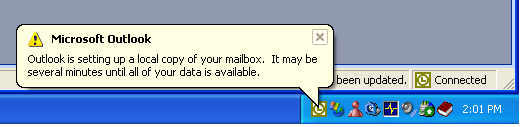 Microsoft Outlook
Outlook is setting up a local copy of your mailbox. It may be
several minutes until all of your data is available.
been updated.
Connected
2:01 PM